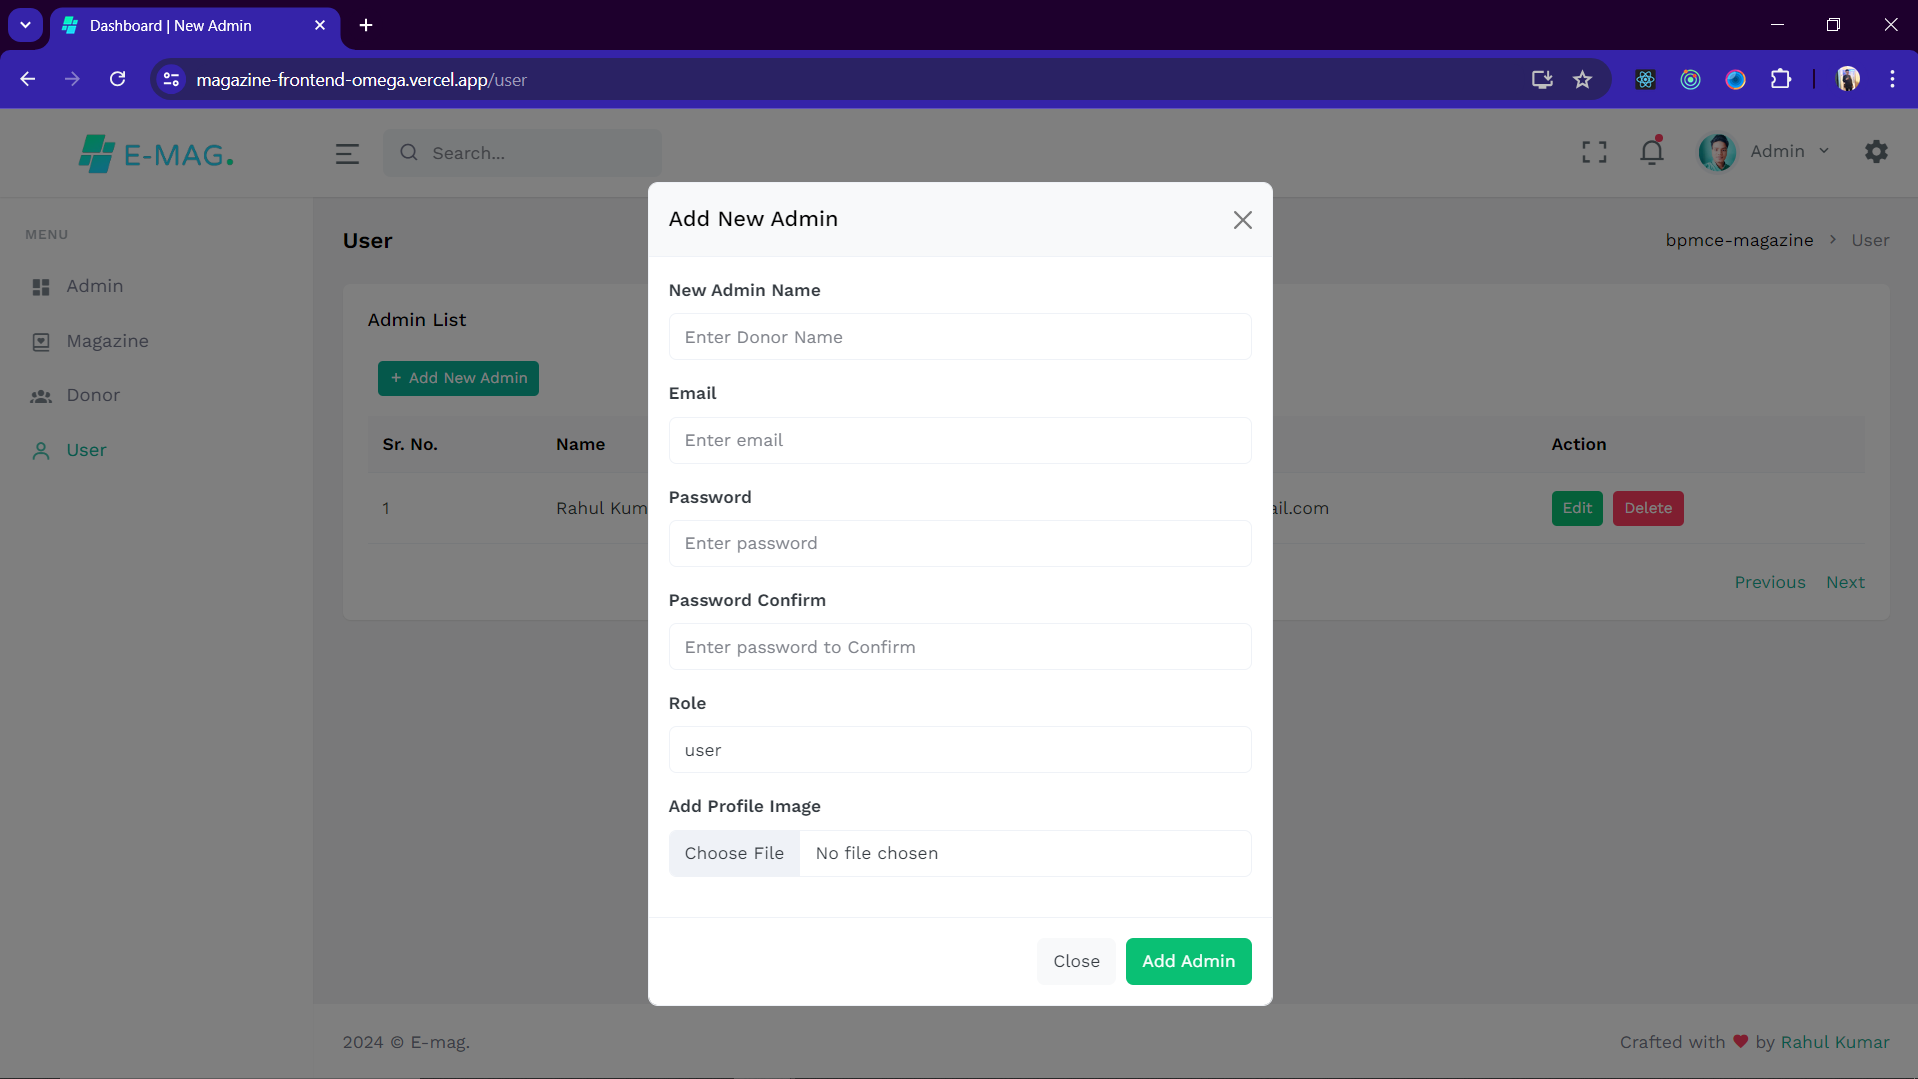 Dashboard | New Admin
magazine-frontend-omega.vercel.app/user
E-MAG.
Search...
Admin
MENU
Admin
Magazine
Donor
User
User
bpmce-magazine > User
Admin List
+ Add New Admin
Sr. No. Name Action
1 Rahul Kum ail.com Edit Delete
Previous Next
Add New Admin
New Admin Name
Enter Donor Name
Email
Enter email
Password
Enter password
Password Confirm
Enter password to Confirm
Role
user
Add Profile Image
Choose File No file chosen
Close Add Admin
2024 © E-mag.
Crafted with ♥ by Rahul Kumar